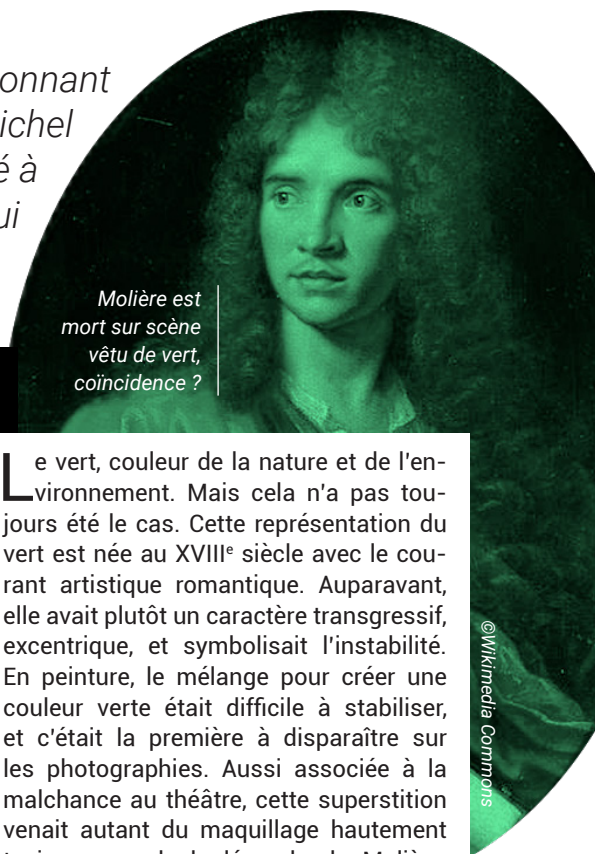 onnant
ichel
é à
ui
Molière est
mort sur scène
vêtu de vert,
coïncidence ?
Le vert, couleur de la nature et de l'en-
vironnement. Mais cela n'a pas tou-
jours été le cas. Cette représentation du
vert est née au XVIIIe siècle avec le cou-
rant artistique romantique. Auparavant,
elle avait plutôt un caractère transgressif,
excentrique, et symbolisait l'instabilité.
En peinture, le mélange pour créer une
couleur verte était difficile à stabiliser,
et c'était la première à disparaître sur
les photographies. Aussi associée à la
malchance au théâtre, cette superstition
venait autant du maquillage hautement
©Wikimedia Commons